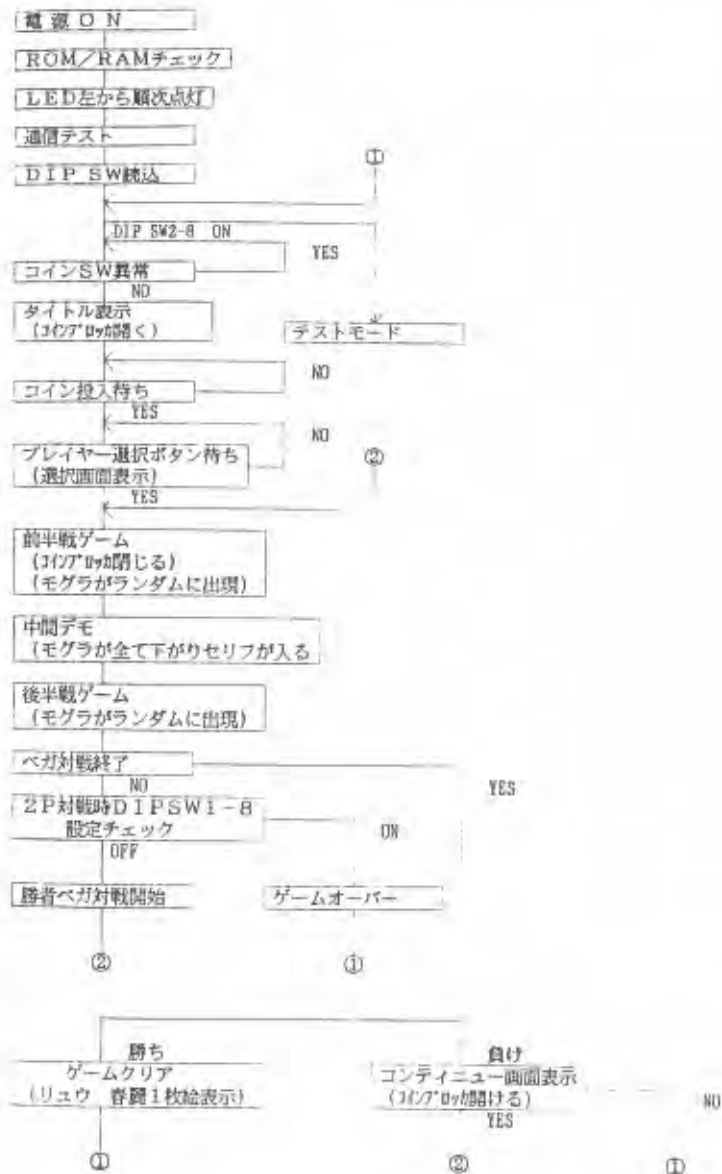 電源ON
ROM/RAMチェック
LED左から順次点灯
通信テスト
①
DIP SW読込
DIP SW2-8 ON
YES
コインSW異常
NO
タイトル表示
(コインブロッカ開く)
テストモード
NO
コイン投入待ち
YES
NO
プレイヤー選択ボタン待ち
(選択画面表示)
②
YES
前半戦ゲーム
(コインブロッカ閉じる)
(モグラがランダムに出現)
中間デモ
(モグラが全て下がりセリフが入る
後半戦ゲーム
(モグラがランダムに出現)
ベガ対戦終了
NO
YES
2P対戦時DIPSW1-8
設定チェック
ON
OFF
勝者ベガ対戦開始
ゲームオーバー
②
①
勝ち
負け
ゲームクリア
コンティニュー画面表示
(リュウ 春麗1枚絵表示)
(コインブロッカ開ける)
NO
YES
①
②
①